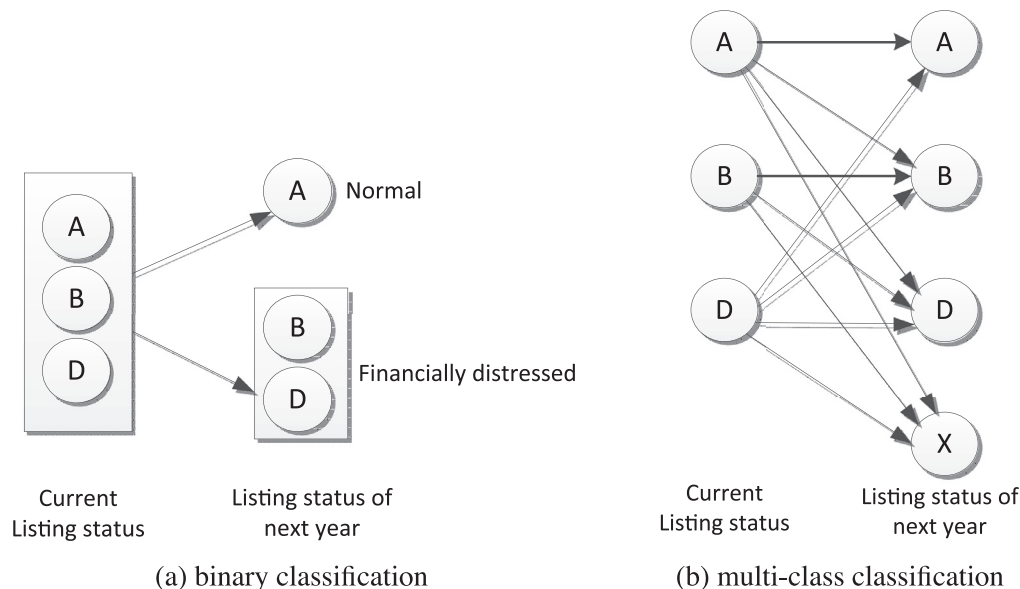 A
B
D
A Normal
B
D
Financially distressed
Current
Listing status
Listing status of
next year
(a) binary classification
A
A
B
B
D
D
X
Current
Listing status
Listing status of
next year
(b) multi-class classification